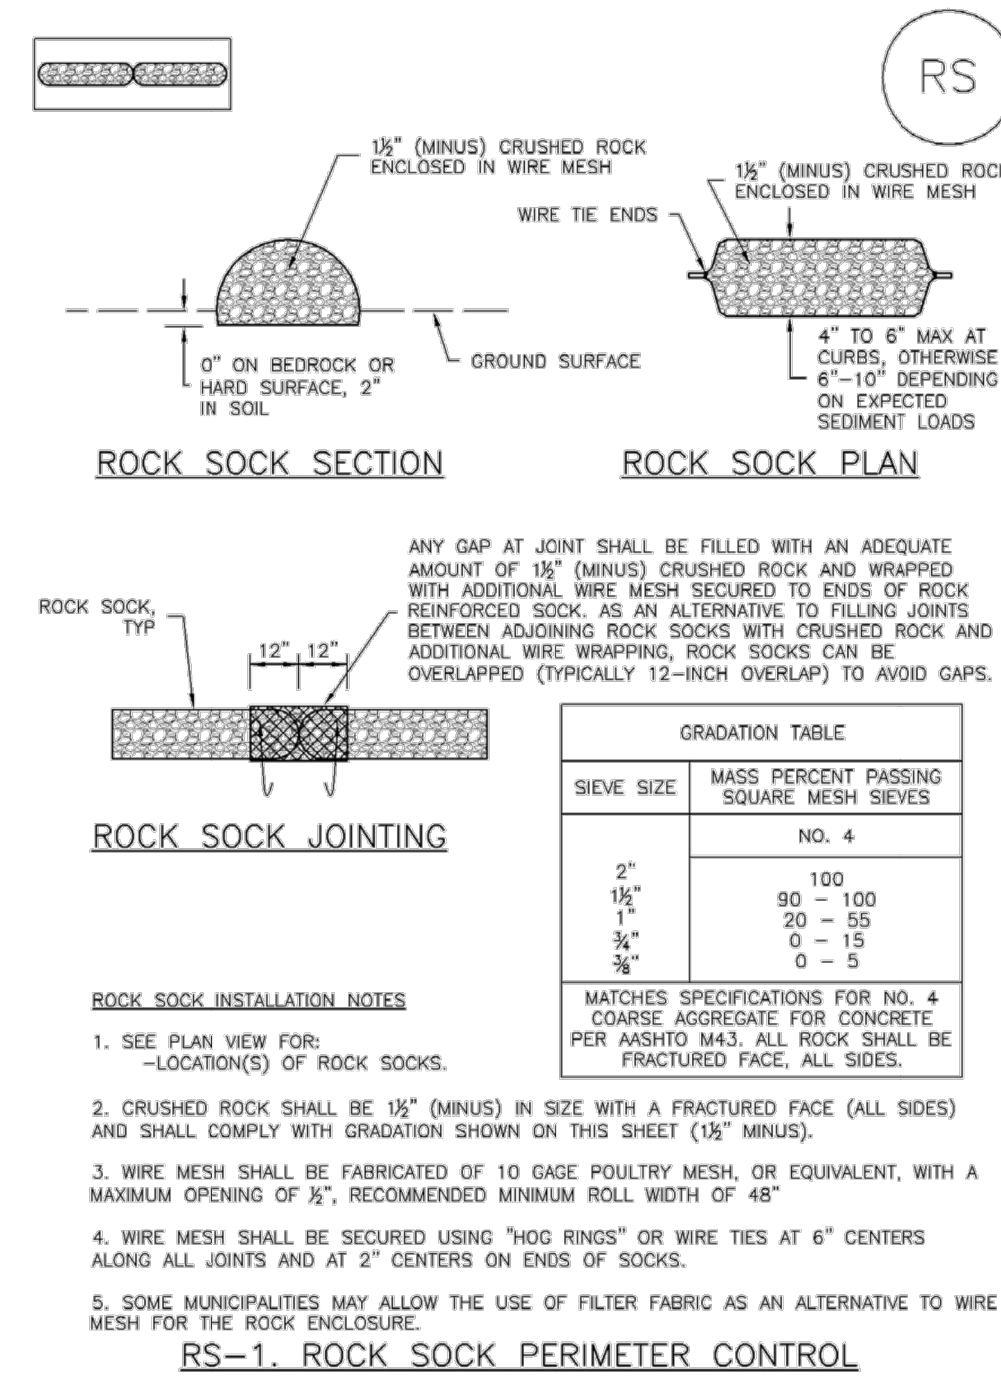 RS
1½" (MINUS) CRUSHED ROCK
ENCLOSED IN WIRE MESH
1½" (MINUS) CRUSHED ROCK
ENCLOSED IN WIRE MESH
WIRE TIE ENDS
0" ON BEDROCK OR
HARD SURFACE, 2"
IN SOIL
GROUND SURFACE
4" TO 6" MAX AT
CURBS, OTHERWISE
6"-10" DEPENDING
ON EXPECTED
SEDIMENT LOADS
ROCK SOCK SECTION
ROCK SOCK PLAN
ANY GAP AT JOINT SHALL BE FILLED WITH AN ADEQUATE
AMOUNT OF 1½" (MINUS) CRUSHED ROCK AND WRAPPED
WITH ADDITIONAL WIRE MESH SECURED TO ENDS OF ROCK
REINFORCED SOCK. AS AN ALTERNATIVE TO FILLING JOINTS
BETWEEN ADJOINING ROCK SOCKS WITH CRUSHED ROCK AND
ADDITIONAL WIRE WRAPPING, ROCK SOCKS CAN BE
OVERLAPPED (TYPICALLY 12-INCH OVERLAP) TO AVOID GAPS.
ROCK SOCK,
TYP
12" 12"
ROCK SOCK JOINTING
GRADATION TABLE
SIEVE SIZE
MASS PERCENT PASSING
SQUARE MESH SIEVES
NO. 4
2" 100
1½" 90 - 100
1" 20 - 55
¾" 0 - 15
⅜" 0 - 5
MATCHES SPECIFICATIONS FOR NO. 4
COARSE AGGREGATE FOR CONCRETE
PER AASHTO M43. ALL ROCK SHALL BE
FRACTURED FACE, ALL SIDES.
ROCK SOCK INSTALLATION NOTES
1. SEE PLAN VIEW FOR:
-LOCATION(S) OF ROCK SOCKS.
2. CRUSHED ROCK SHALL BE 1½" (MINUS) IN SIZE WITH A FRACTURED FACE (ALL SIDES)
AND SHALL COMPLY WITH GRADATION SHOWN ON THIS SHEET (1½" MINUS).
3. WIRE MESH SHALL BE FABRICATED OF 10 GAGE POULTRY MESH, OR EQUIVALENT, WITH A
MAXIMUM OPENING OF ½", RECOMMENDED MINIMUM ROLL WIDTH OF 48"
4. WIRE MESH SHALL BE SECURED USING "HOG RINGS" OR WIRE TIES AT 6" CENTERS
ALONG ALL JOINTS AND AT 2" CENTERS ON ENDS OF SOCKS.
5. SOME MUNICIPALITIES MAY ALLOW THE USE OF FILTER FABRIC AS AN ALTERNATIVE TO WIRE
MESH FOR THE ROCK ENCLOSURE.
RS-1. ROCK SOCK PERIMETER CONTROL